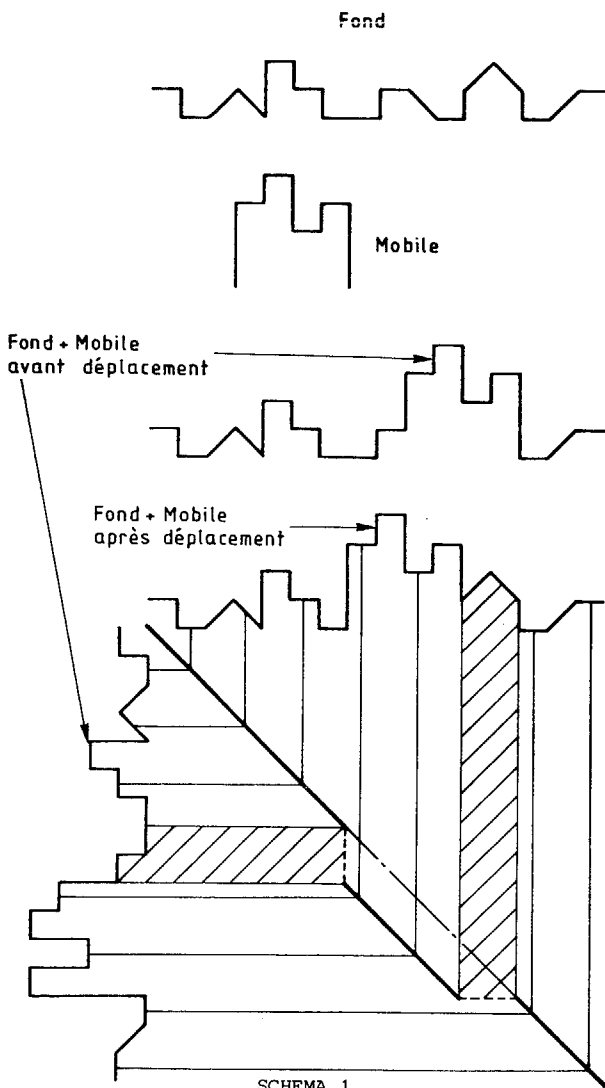 Fond
Mobile
Fond + Mobile
avant déplacement
Fond + Mobile
après déplacement
SCHEMA 1